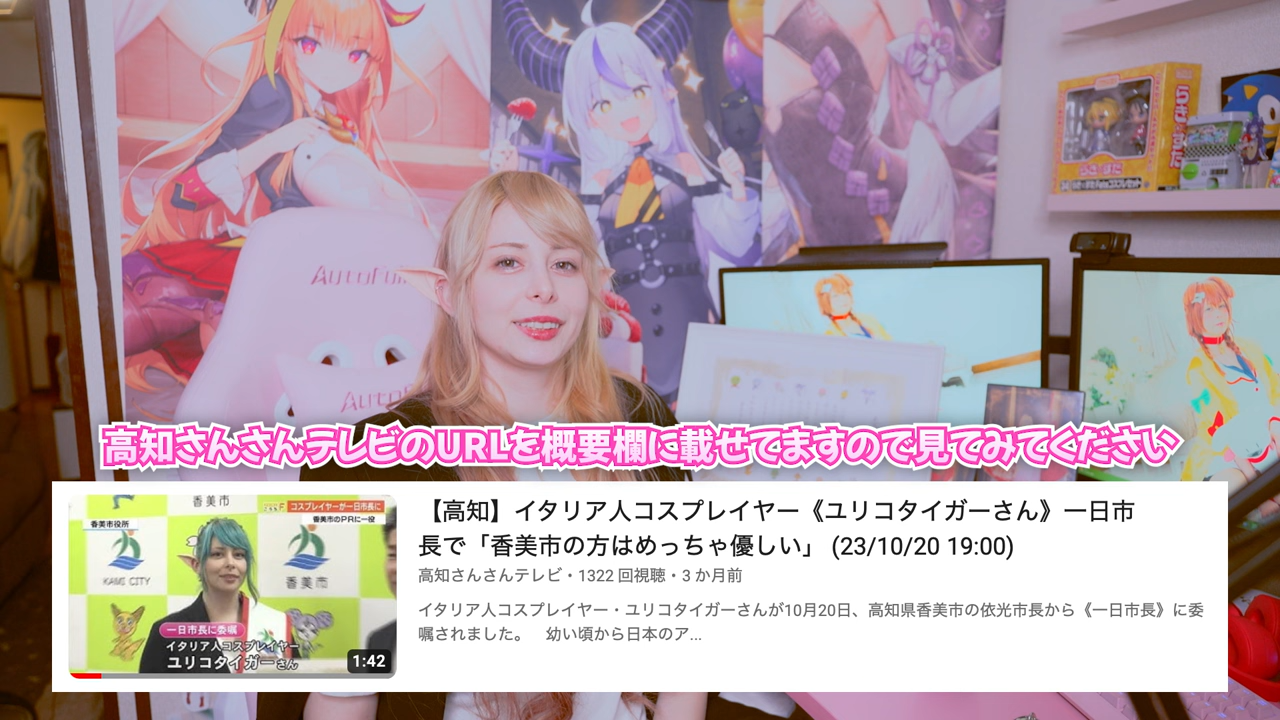 AutoFu
Auto
高知さんさんテレビのURLを概要欄に載せてますので見てみてください
香美市役所
香美市
コスプレイヤーが一日市長に
香美市のPRに一役
KAMI CITY
香美市
一日市長に委嘱
イタリア人コスプレイヤー
ユリコタイガーさん
1:42
【高知】イタリア人コスプレイヤー《ユリコタイガーさん》一日市
長で「香美市の方はめっちゃ優しい」 (23/10/20 19:00)
高知さんさんテレビ・1322 回視聴・3 か月前
イタリア人コスプレイヤー・ユリコタイガーさんが10月20日、高知県香美市の依光市長から《一日市長》に委
嘱されました。　幼い頃から日本のア...